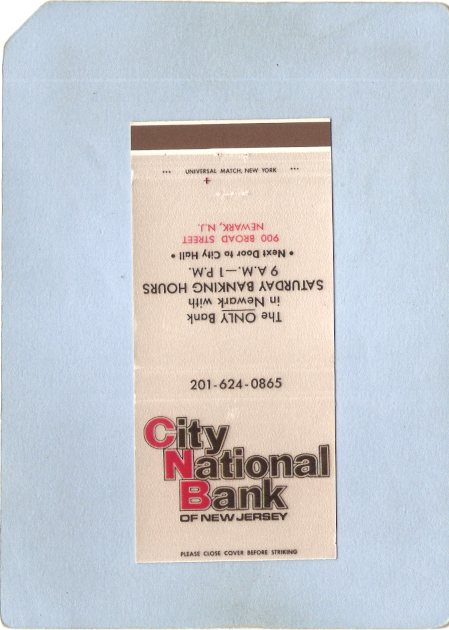 *** UNIVERSAL MATCH, NEW YORK ***
The ONLY Bank
in Newark with
SATURDAY BANKING HOURS
9 A.M.—1 P.M.
• Next Door to City Hall •
900 BROAD STREET
NEWARK, N.J.
201-624-0865
City
National
Bank
OF NEW JERSEY
PLEASE CLOSE COVER BEFORE STRIKING